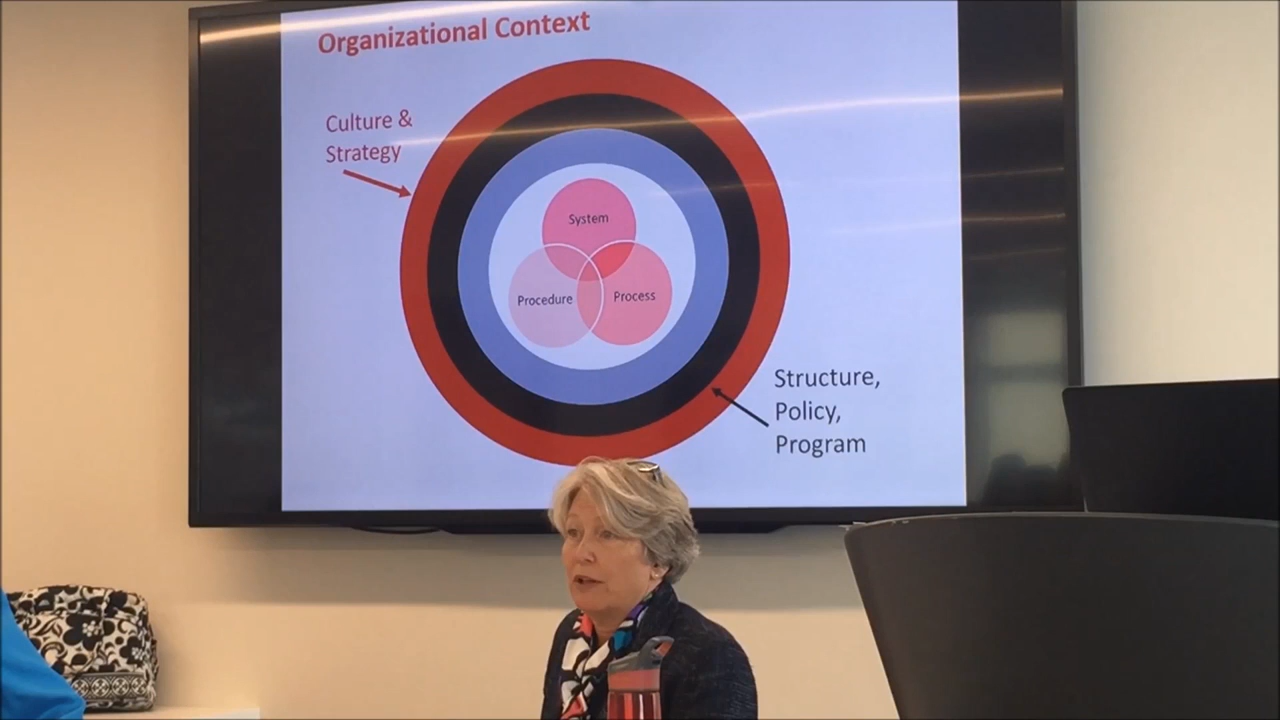 Organizational Context
Culture &
Strategy
System
Procedure
Process
Structure,
Policy,
Program